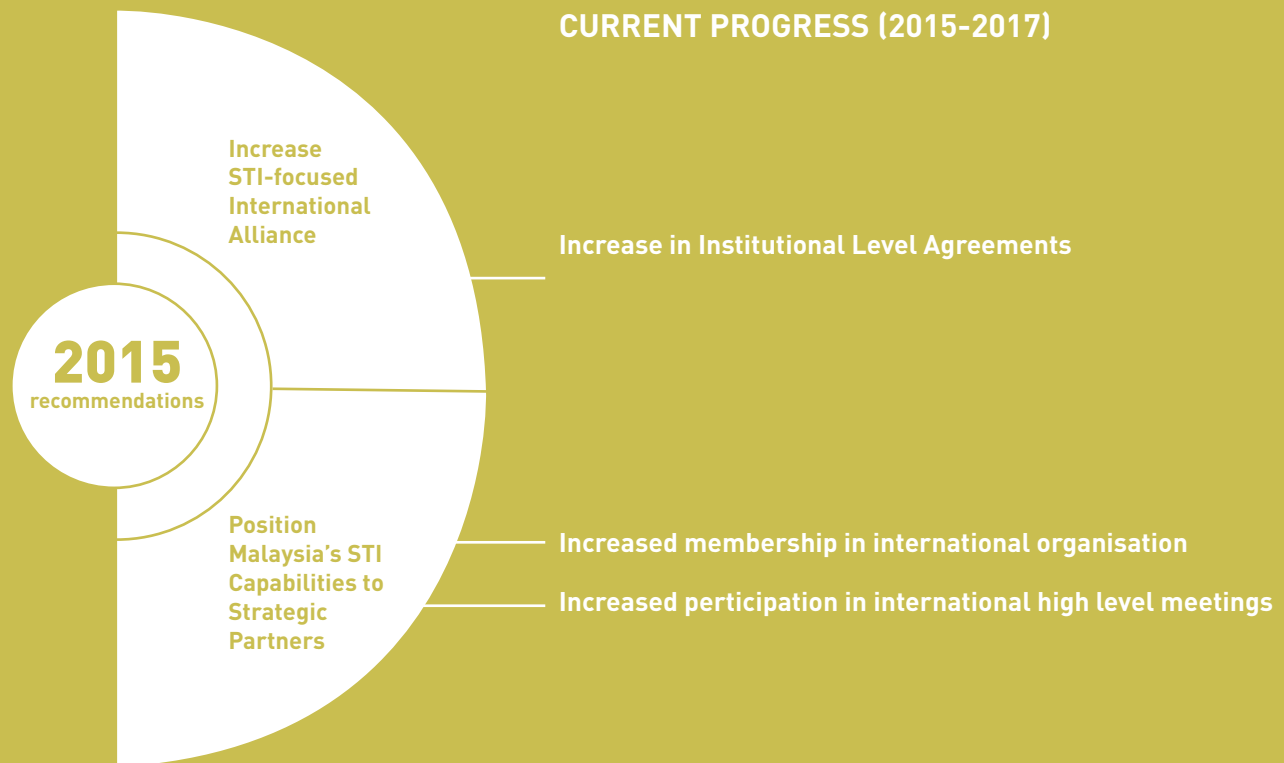 CURRENT PROGRESS (2015-2017)
Increase
STI-focused
International
Alliance
Increase in Institutional Level Agreements
2015
recommendations
Position
Malaysia's STI
Capabilities to
Strategic
Partners
Increased membership in international organisation
Increased perticipation in international high level meetings